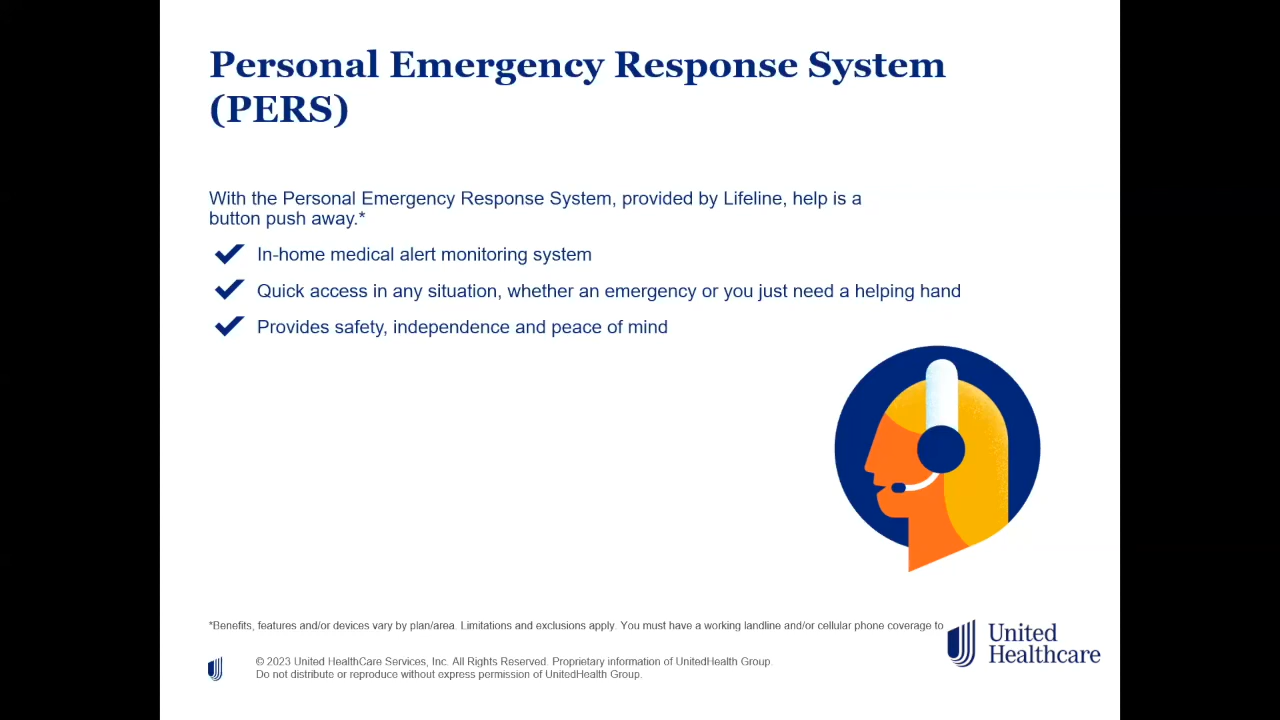 Personal Emergency Response System
(PERS)
With the Personal Emergency Response System, provided by Lifeline, help is a
button push away.*
In-home medical alert monitoring system
Quick access in any situation, whether an emergency or you just need a helping hand
Provides safety, independence and peace of mind
*Benefits, features and/or devices vary by plan/area. Limitations and exclusions apply. You must have a working landline and/or cellular phone coverage to
United
Healthcare
© 2023 United HealthCare Services, Inc. All Rights Reserved. Proprietary information of UnitedHealth Group.
Do not distribute or reproduce without express permission of UnitedHealth Group.